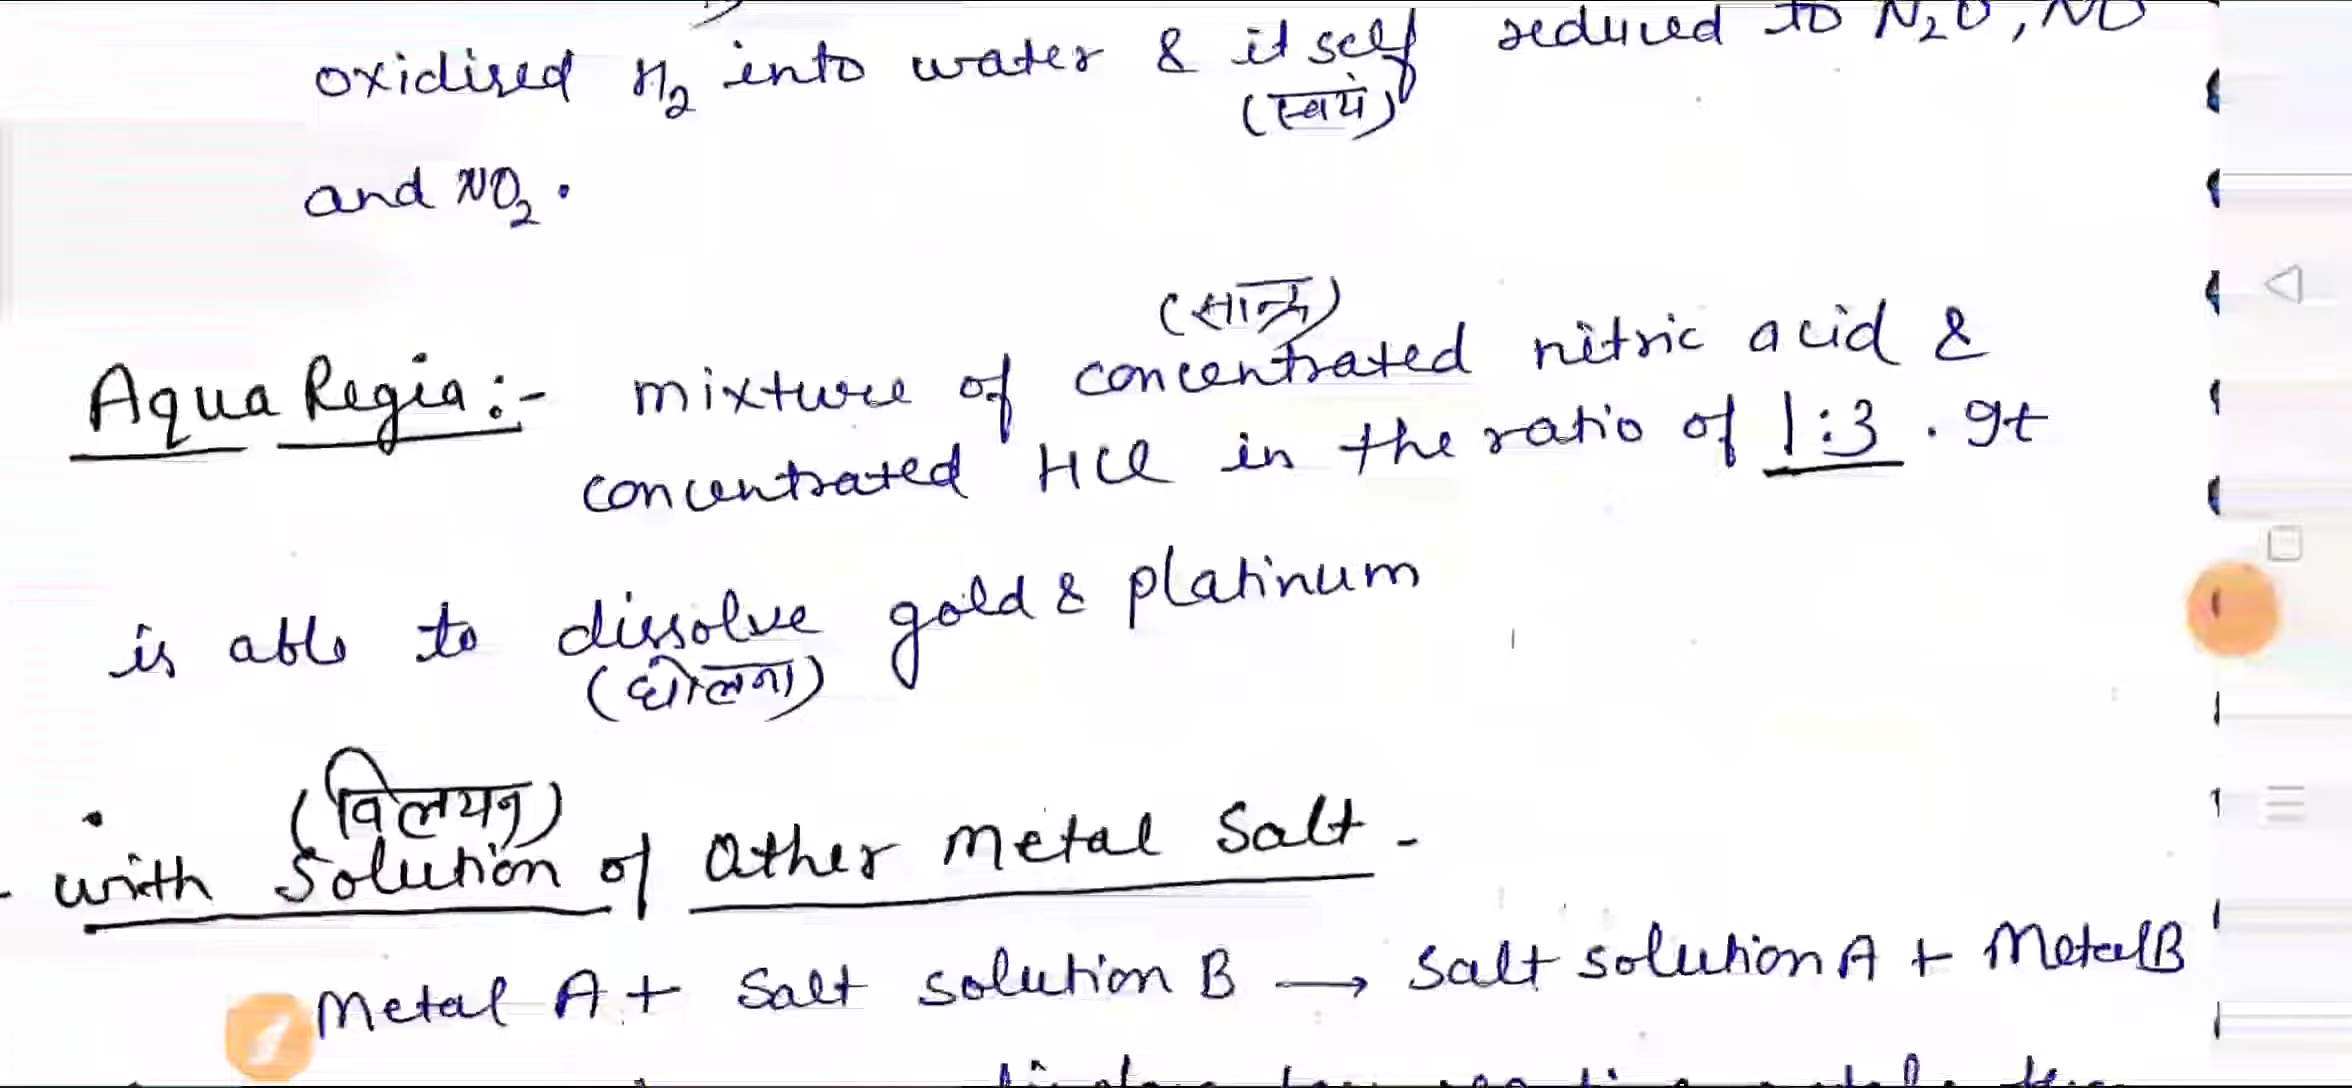 oxidised H₂ into water & itself reduced to N₂O, NO
(स्वयं)
and NO₂.
(सान्द्र)
Aqua Regia :- mixture of concentrated nitric acid &
concentrated HCl in the ratio of 1:3. It
is able to dissolve gold & platinum
(घोलना)
(विलयन)
- with Solution of Other Metal Salt -
Metal A + Salt solution B → Salt solution A + Metal B